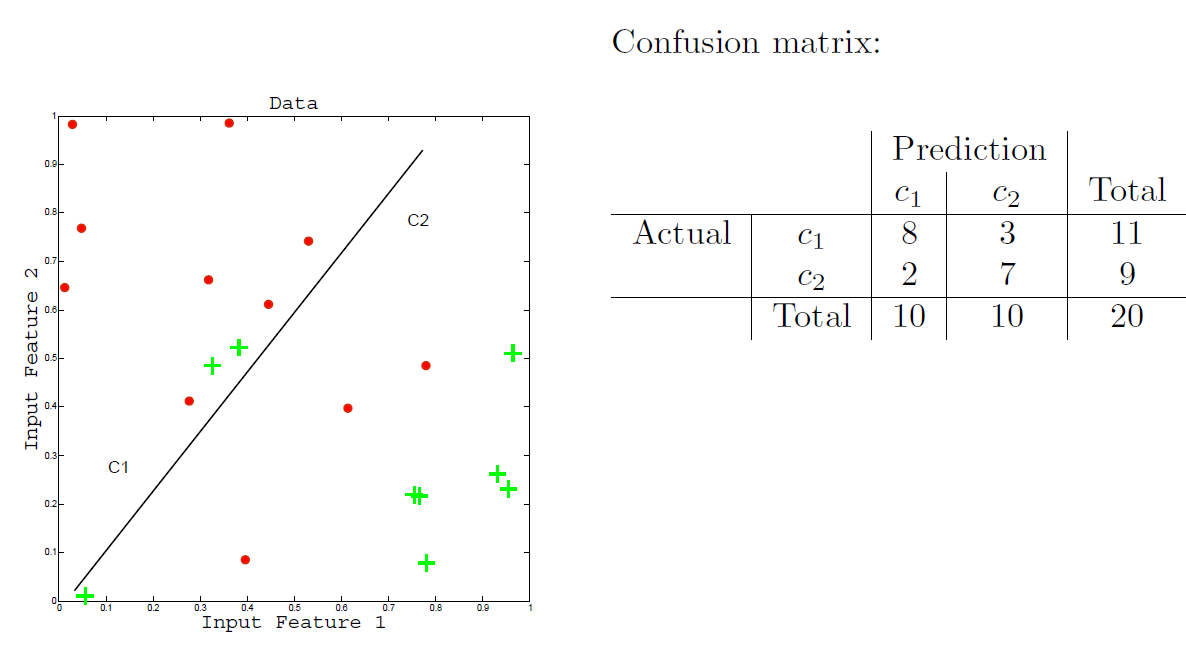 Confusion matrix:
Data
1
0.9
0.8
0.7
0.6
0.5
0.4
0.3
0.2
0.1
0
Input Feature 2
C2
C1
0 0.1 0.2 0.3 0.4 0.5 0.6 0.7 0.8 0.9 1
Input Feature 1
Prediction
c₁ c₂ Total
Actual c₁ 8 3 11
c₂ 2 7 9
Total 10 10 20